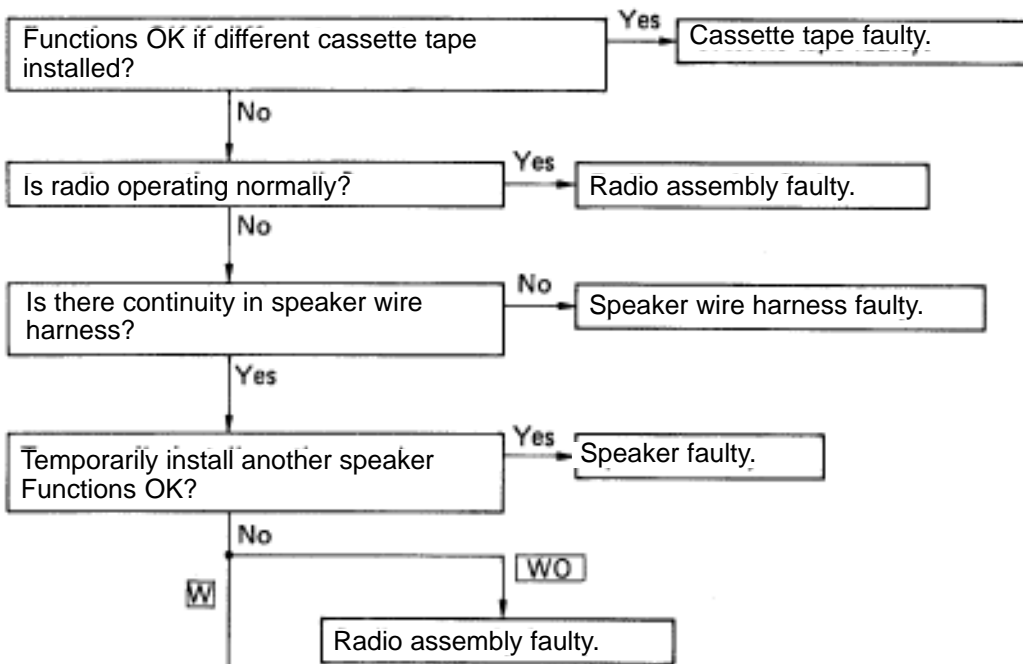 Functions OK if different cassette tape
installed?
Yes
Cassette tape faulty.
No
Is radio operating normally?
Yes
Radio assembly faulty.
No
Is there continuity in speaker wire
harness?
No
Speaker wire harness faulty.
Yes
Temporarily install another speaker
Functions OK?
Yes
Speaker faulty.
No
W
WO
Radio assembly faulty.